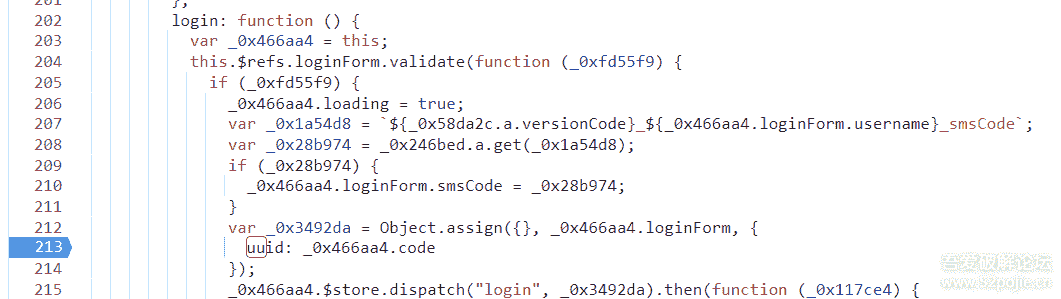 201 },
202 login: function () {
203 var _0x466aa4 = this;
204 this.$refs.loginForm.validate(function (_0xfd55f9) {
205 if (_0xfd55f9) {
206 _0x466aa4.loading = true;
207 var _0x1a54d8 = `${_0x58da2c.a.versionCode}_${_0x466aa4.loginForm.username}_smsCode`;
208 var _0x28b974 = _0x246bed.a.get(_0x1a54d8);
209 if (_0x28b974) {
210 _0x466aa4.loginForm.smsCode = _0x28b974;
211 }
212 var _0x3492da = Object.assign({}, _0x466aa4.loginForm, {
213 uuid: _0x466aa4.code
214 });
215 _0x466aa4.$store.dispatch("login", _0x3492da).then(function (_0x117ce4) {
吾爱破解论坛
www.52pojie.cn